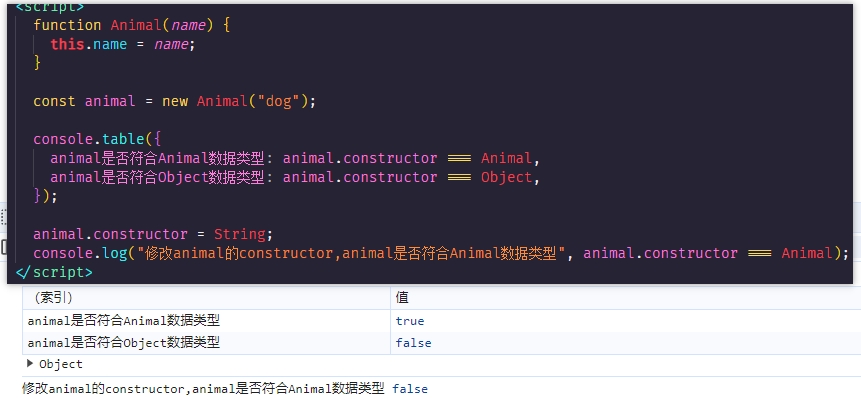 <script>
function Animal(name) {
this.name = name;
}
const animal = new Animal("dog");
console.table({
animal是否符合Animal数据类型: animal.constructor === Animal,
animal是否符合Object数据类型: animal.constructor === Object,
});
animal.constructor = String;
console.log("修改animal的constructor,animal是否符合Animal数据类型", animal.constructor === Animal);
</script>
(索引) 值
animal是否符合Animal数据类型 true
animal是否符合Object数据类型 false
▶ Object
修改animal的constructor,animal是否符合Animal数据类型 false